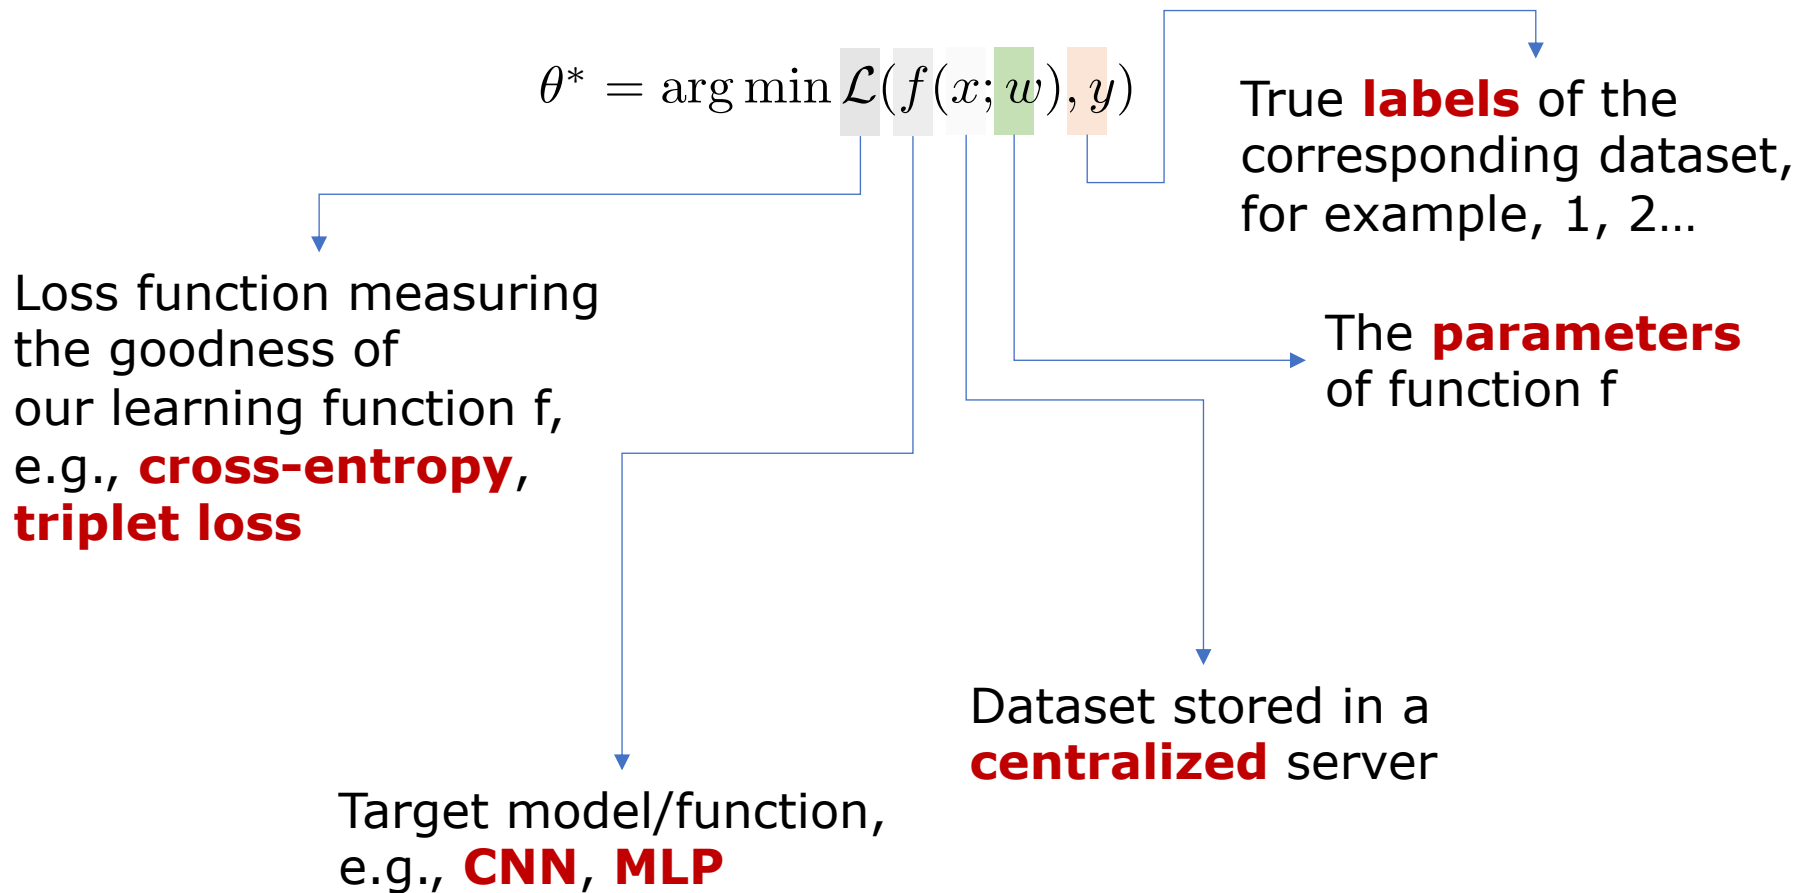 θ* = arg min ℒ(f(x; w), y)
True labels of the
corresponding dataset,
for example, 1, 2…
Loss function measuring
the goodness of
our learning function f,
e.g., cross-entropy,
triplet loss
The parameters
of function f
Dataset stored in a
centralized server
Target model/function,
e.g., CNN, MLP